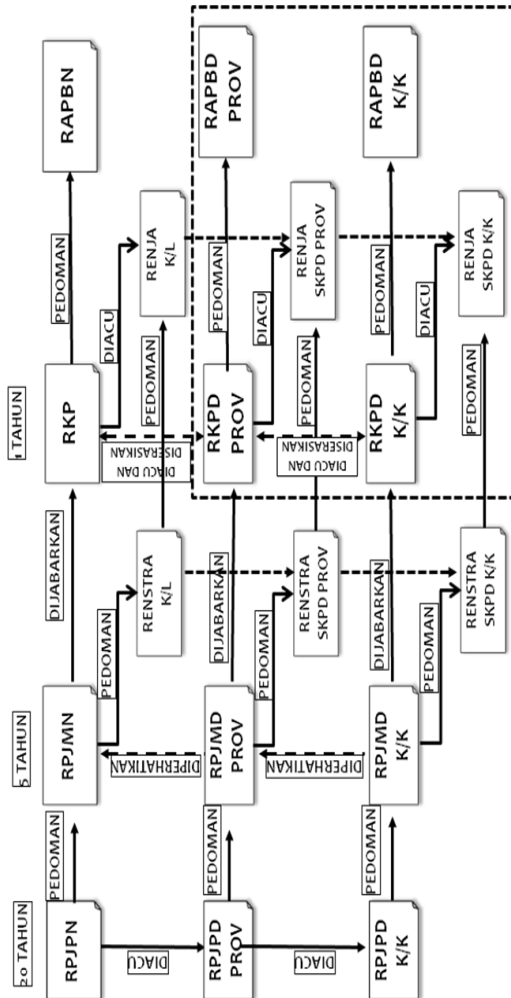 20 TAHUN
5 TAHUN
1 TAHUN
RPJPN
PEDOMAN
RPJMN
DIJABARKAN
RKP
PEDOMAN
RAPBN
PEDOMAN
RENSTRA
K/L
PEDOMAN
DIACU
RENJA
K/L
DIACU
DIPERHATIKAN
DIACU DAN
DISERASIKAN
RPJPD
PROV
PEDOMAN
RPJMD
PROV
DIJABARKAN
RKPD
PROV
PEDOMAN
RAPBD
PROV
PEDOMAN
RENSTRA
SKPD PROV
PEDOMAN
DIACU
RENJA
SKPD PROV
DIACU
DIPERHATIKAN
DIACU DAN
DISERASIKAN
RPJPD
K/K
PEDOMAN
RPJMD
K/K
DIJABARKAN
RKPD
K/K
PEDOMAN
RAPBD
K/K
PEDOMAN
RENSTRA
SKPD K/K
PEDOMAN
DIACU
RENJA
SKPD K/K